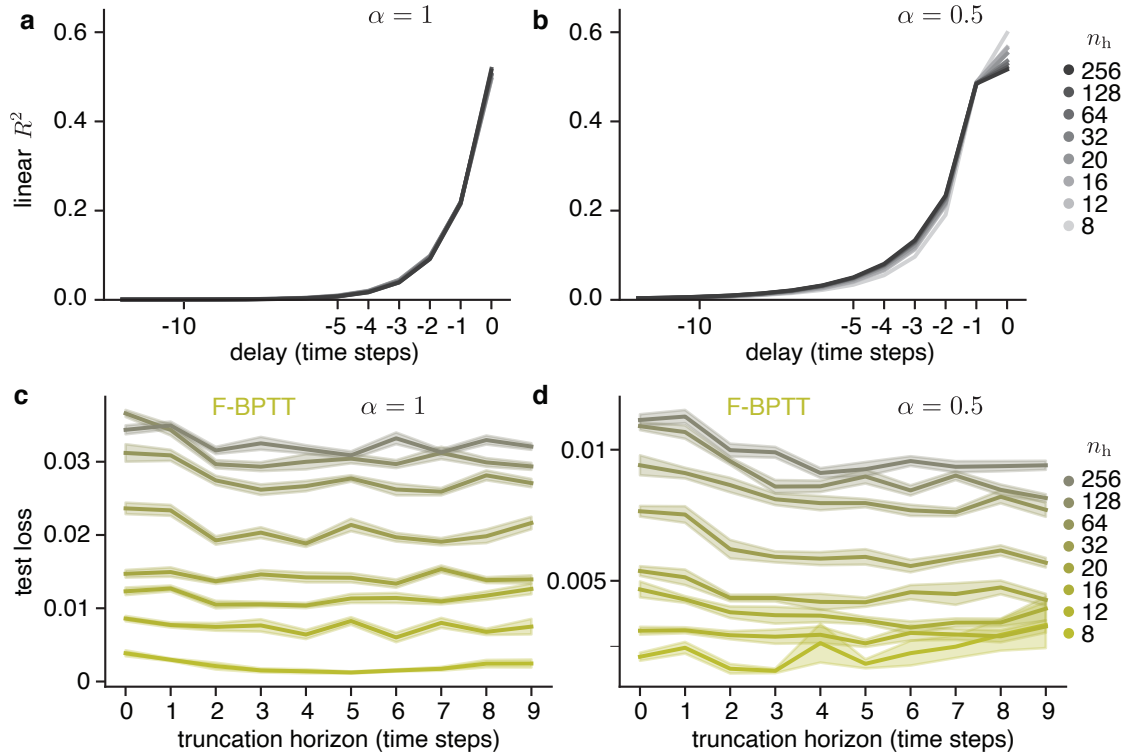 a
α = 1
linear R²
0.6
0.4
0.2
0.0
-10 -5 -4 -3 -2 -1 0
delay (time steps)
b
α = 0.5
0.6
0.4
0.2
0.0
-10 -5 -4 -3 -2 -1 0
delay (time steps)
nₕ
256
128
64
32
20
16
12
8
c
F-BPTT α = 1
test loss
0.03
0.02
0.01
0
0 1 2 3 4 5 6 7 8 9
truncation horizon (time steps)
d
F-BPTT α = 0.5
0.01
0.005
0 1 2 3 4 5 6 7 8 9
truncation horizon (time steps)
nₕ
256
128
64
32
20
16
12
8